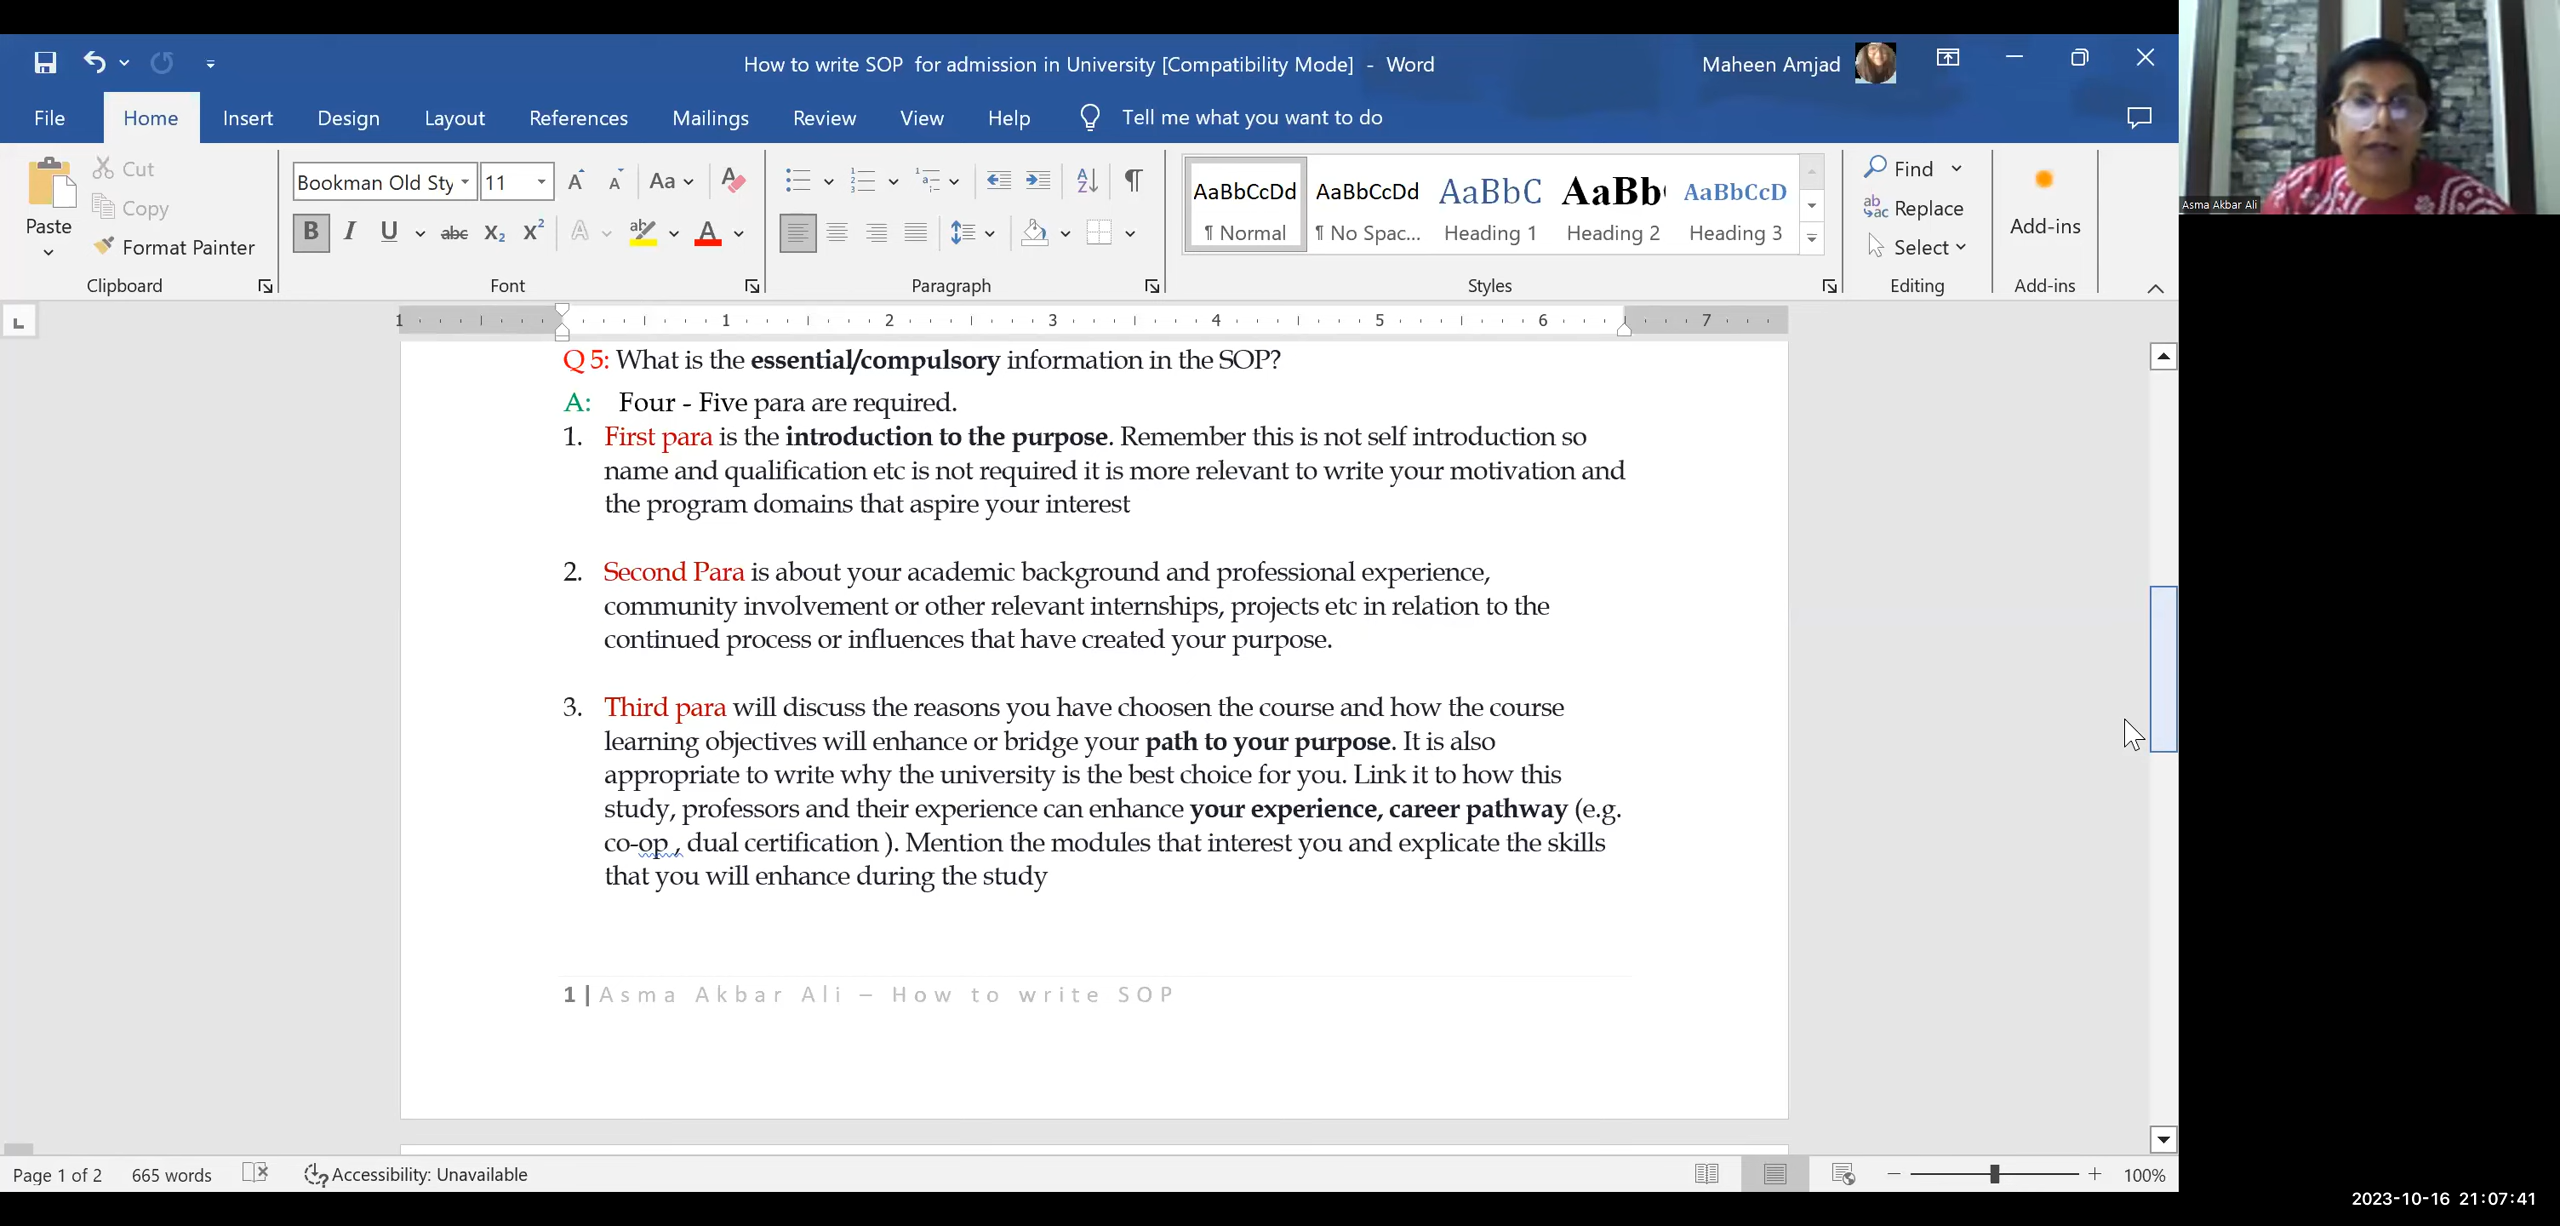 How to write SOP  for admission in University [Compatibility Mode]  -  Word
Maheen Amjad
File Home Insert Design Layout References Mailings Review View Help Tell me what you want to do
Paste
Cut
Copy
Format Painter
Clipboard
Bookman Old Sty 11
Font
Paragraph
AaBbCcDd AaBbCcDd AaBbC AaBb AaBbCcD
¶ Normal ¶ No Spac... Heading 1 Heading 2 Heading 3
Styles
Find
Replace
Select
Editing
Add-ins
Add-ins
Asma Akbar Ali
1 1 2 3 4 5 6 7
Q 5: What is the essential/compulsory information in the SOP?
A: Four - Five para are required.
1. First para is the introduction to the purpose. Remember this is not self introduction so
name and qualification etc is not required it is more relevant to write your motivation and
the program domains that aspire your interest
2. Second Para is about your academic background and professional experience,
community involvement or other relevant internships, projects etc in relation to the
continued process or influences that have created your purpose.
3. Third para will discuss the reasons you have choosen the course and how the course
learning objectives will enhance or bridge your path to your purpose. It is also
appropriate to write why the university is the best choice for you. Link it to how this
study, professors and their experience can enhance your experience, career pathway (e.g.
co-op , dual certification ). Mention the modules that interest you and explicate the skills
that you will enhance during the study
1 | Asma Akbar Ali – How to write SOP
Page 1 of 2 665 words Accessibility: Unavailable 100%
2023-10-16 21:07:41